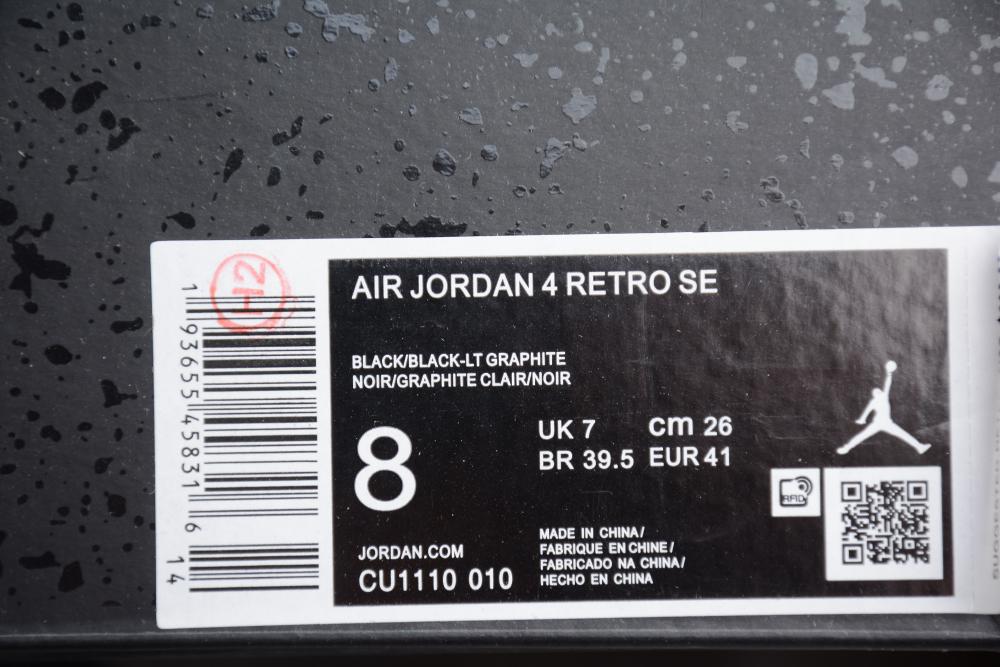 H2
1 93655 45831 6
14
AIR JORDAN 4 RETRO SE
BLACK/BLACK-LT GRAPHITE
NOIR/GRAPHITE CLAIR/NOIR
8
UK 7 cm 26
BR 39.5 EUR 41
RFID
JORDAN.COM
CU1110 010
MADE IN CHINA/
FABRIQUE EN CHINE/
FABRICADO NA CHINA/
HECHO EN CHINA